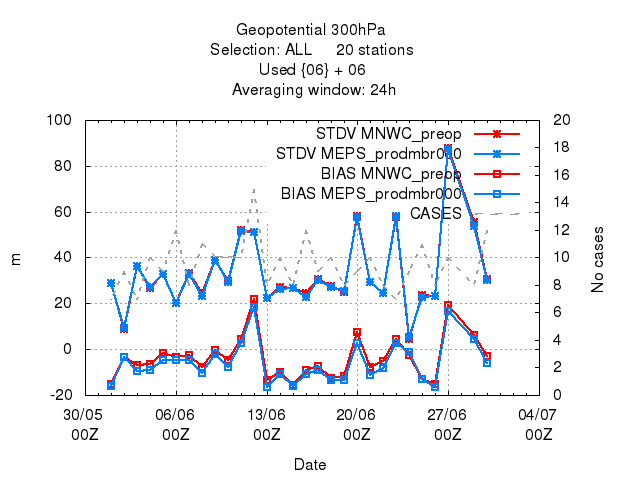 Geopotential 300hPa
Selection: ALL 20 stations
Used {06} + 06
Averaging window: 24h
100 20
STDV MNWC_preop
18
80 STDV MEPS_prodmbr000 16
BIAS MNWC_preop
BIAS MEPS_prodmbr000
60 14
CASES
12
40 10
m No cases
8
20 6
4
0 2
-20 0
30/05 06/06 13/06 20/06 27/06 04/07
00Z 00Z 00Z 00Z 00Z 00Z
Date